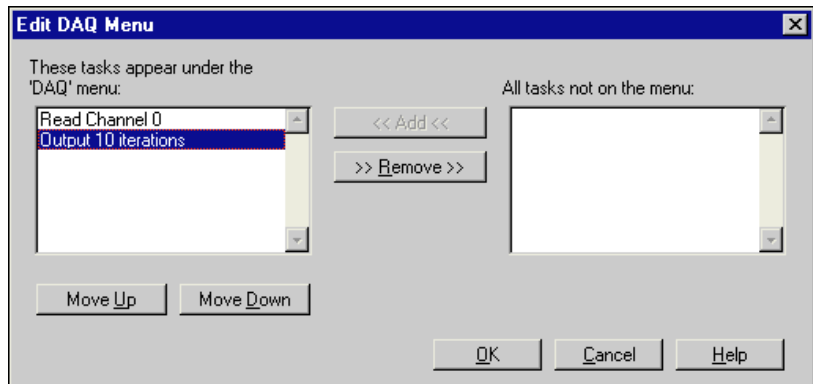 Edit DAQ Menu
These tasks appear under the
'DAQ' menu:
All tasks not on the menu:
Read Channel 0
Output 10 iterations
<< Add <<
>> Remove >>
Move Up
Move Down
OK
Cancel
Help